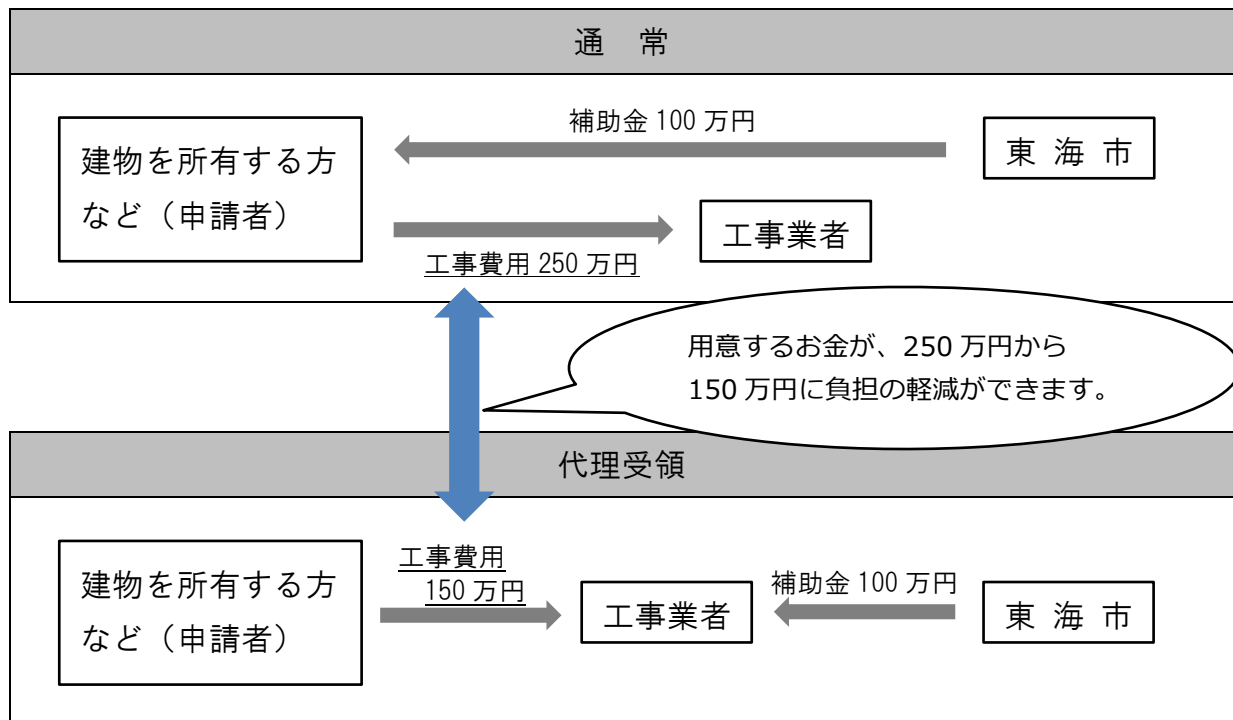 通　常
補助金 100 万円
建物を所有する方
など（申請者）
東 海 市
工事業者
工事費用 250 万円
用意するお金が、250 万円から
150 万円に負担の軽減ができます。
代理受領
建物を所有する方
など（申請者）
工事費用
150 万円
工事業者
補助金 100 万円
東 海 市